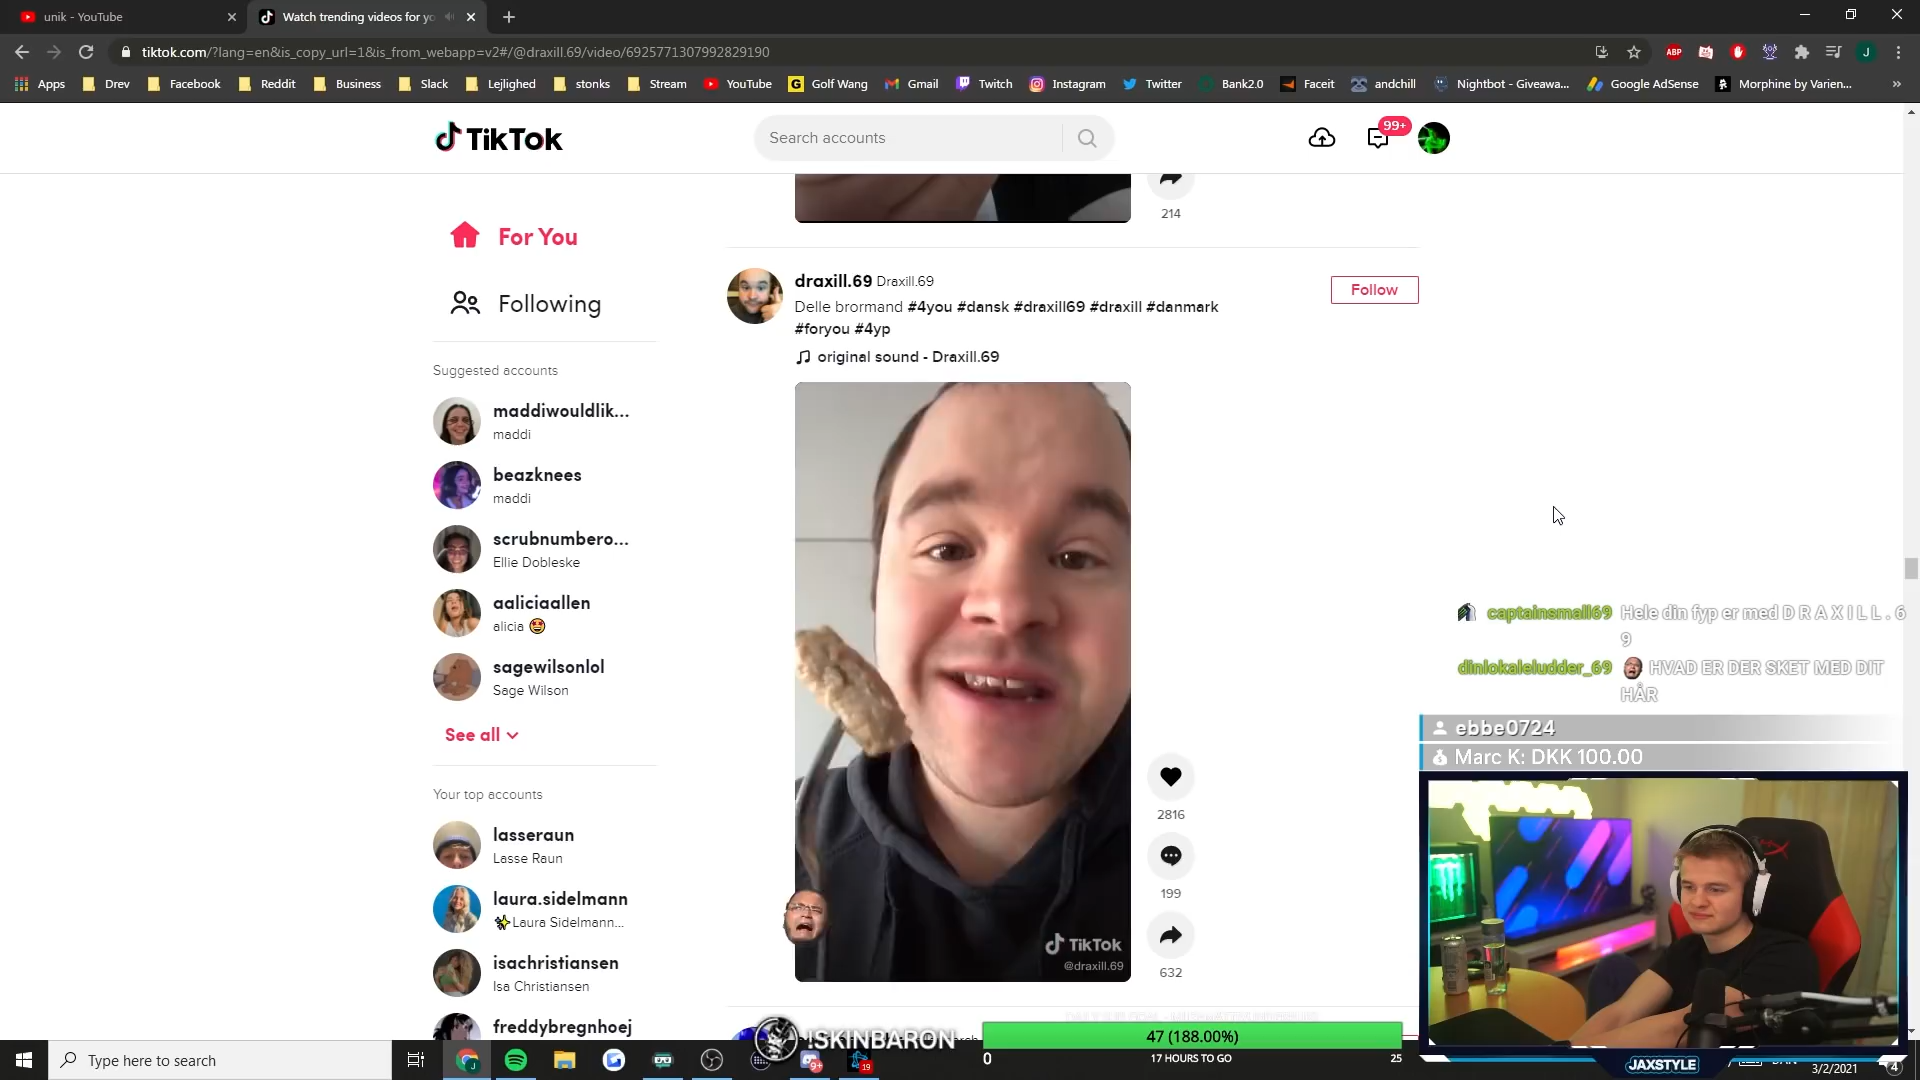 unik - YouTube
Watch trending videos for yo
tiktok.com/?lang=en&is_copy_url=1&is_from_webapp=v2#/@draxill.69/video/6925771307992829190
ABP
J
Apps
Drev
Facebook
Reddit
Business
Slack
Lejlighed
stonks
Stream
YouTube
Golf Wang
Gmail
Twitch
Instagram
Twitter
Bank2.0
Faceit
andchill
Nightbot - Giveawa...
Google AdSense
Morphine by Varien...
TikTok
Search accounts
99+
For You
Following
Suggested accounts
maddiwouldlik...
maddi
beazknees
maddi
scrubnumbero...
Ellie Dobleske
aaliciaallen
alicia 🤩
sagewilsonlol
Sage Wilson
See all
Your top accounts
lasseraun
Lasse Raun
laura.sidelmann
✨Laura Sidelmann...
isachristiansen
Isa Christiansen
freddybregnhoej
214
draxill.69 Draxill.69
Follow
Delle brormand #4you #dansk #draxill69 #draxill #danmark
#foryou #4yp
original sound - Draxill.69
TikTok
@draxill.69
2816
199
632
captainsmall69 Hele din fyp er med D R A X I L L . 6
9
dinlokaleludder_69 HVAD ER DER SKET MED DIT
HÅR
ebbe0724
Marc K: DKK 100.00
JAXSTYLE
!SKINBARON
47 (188.00%)
0
17 HOURS TO GO
25
Type here to search
9+
19
3/2/2021
4